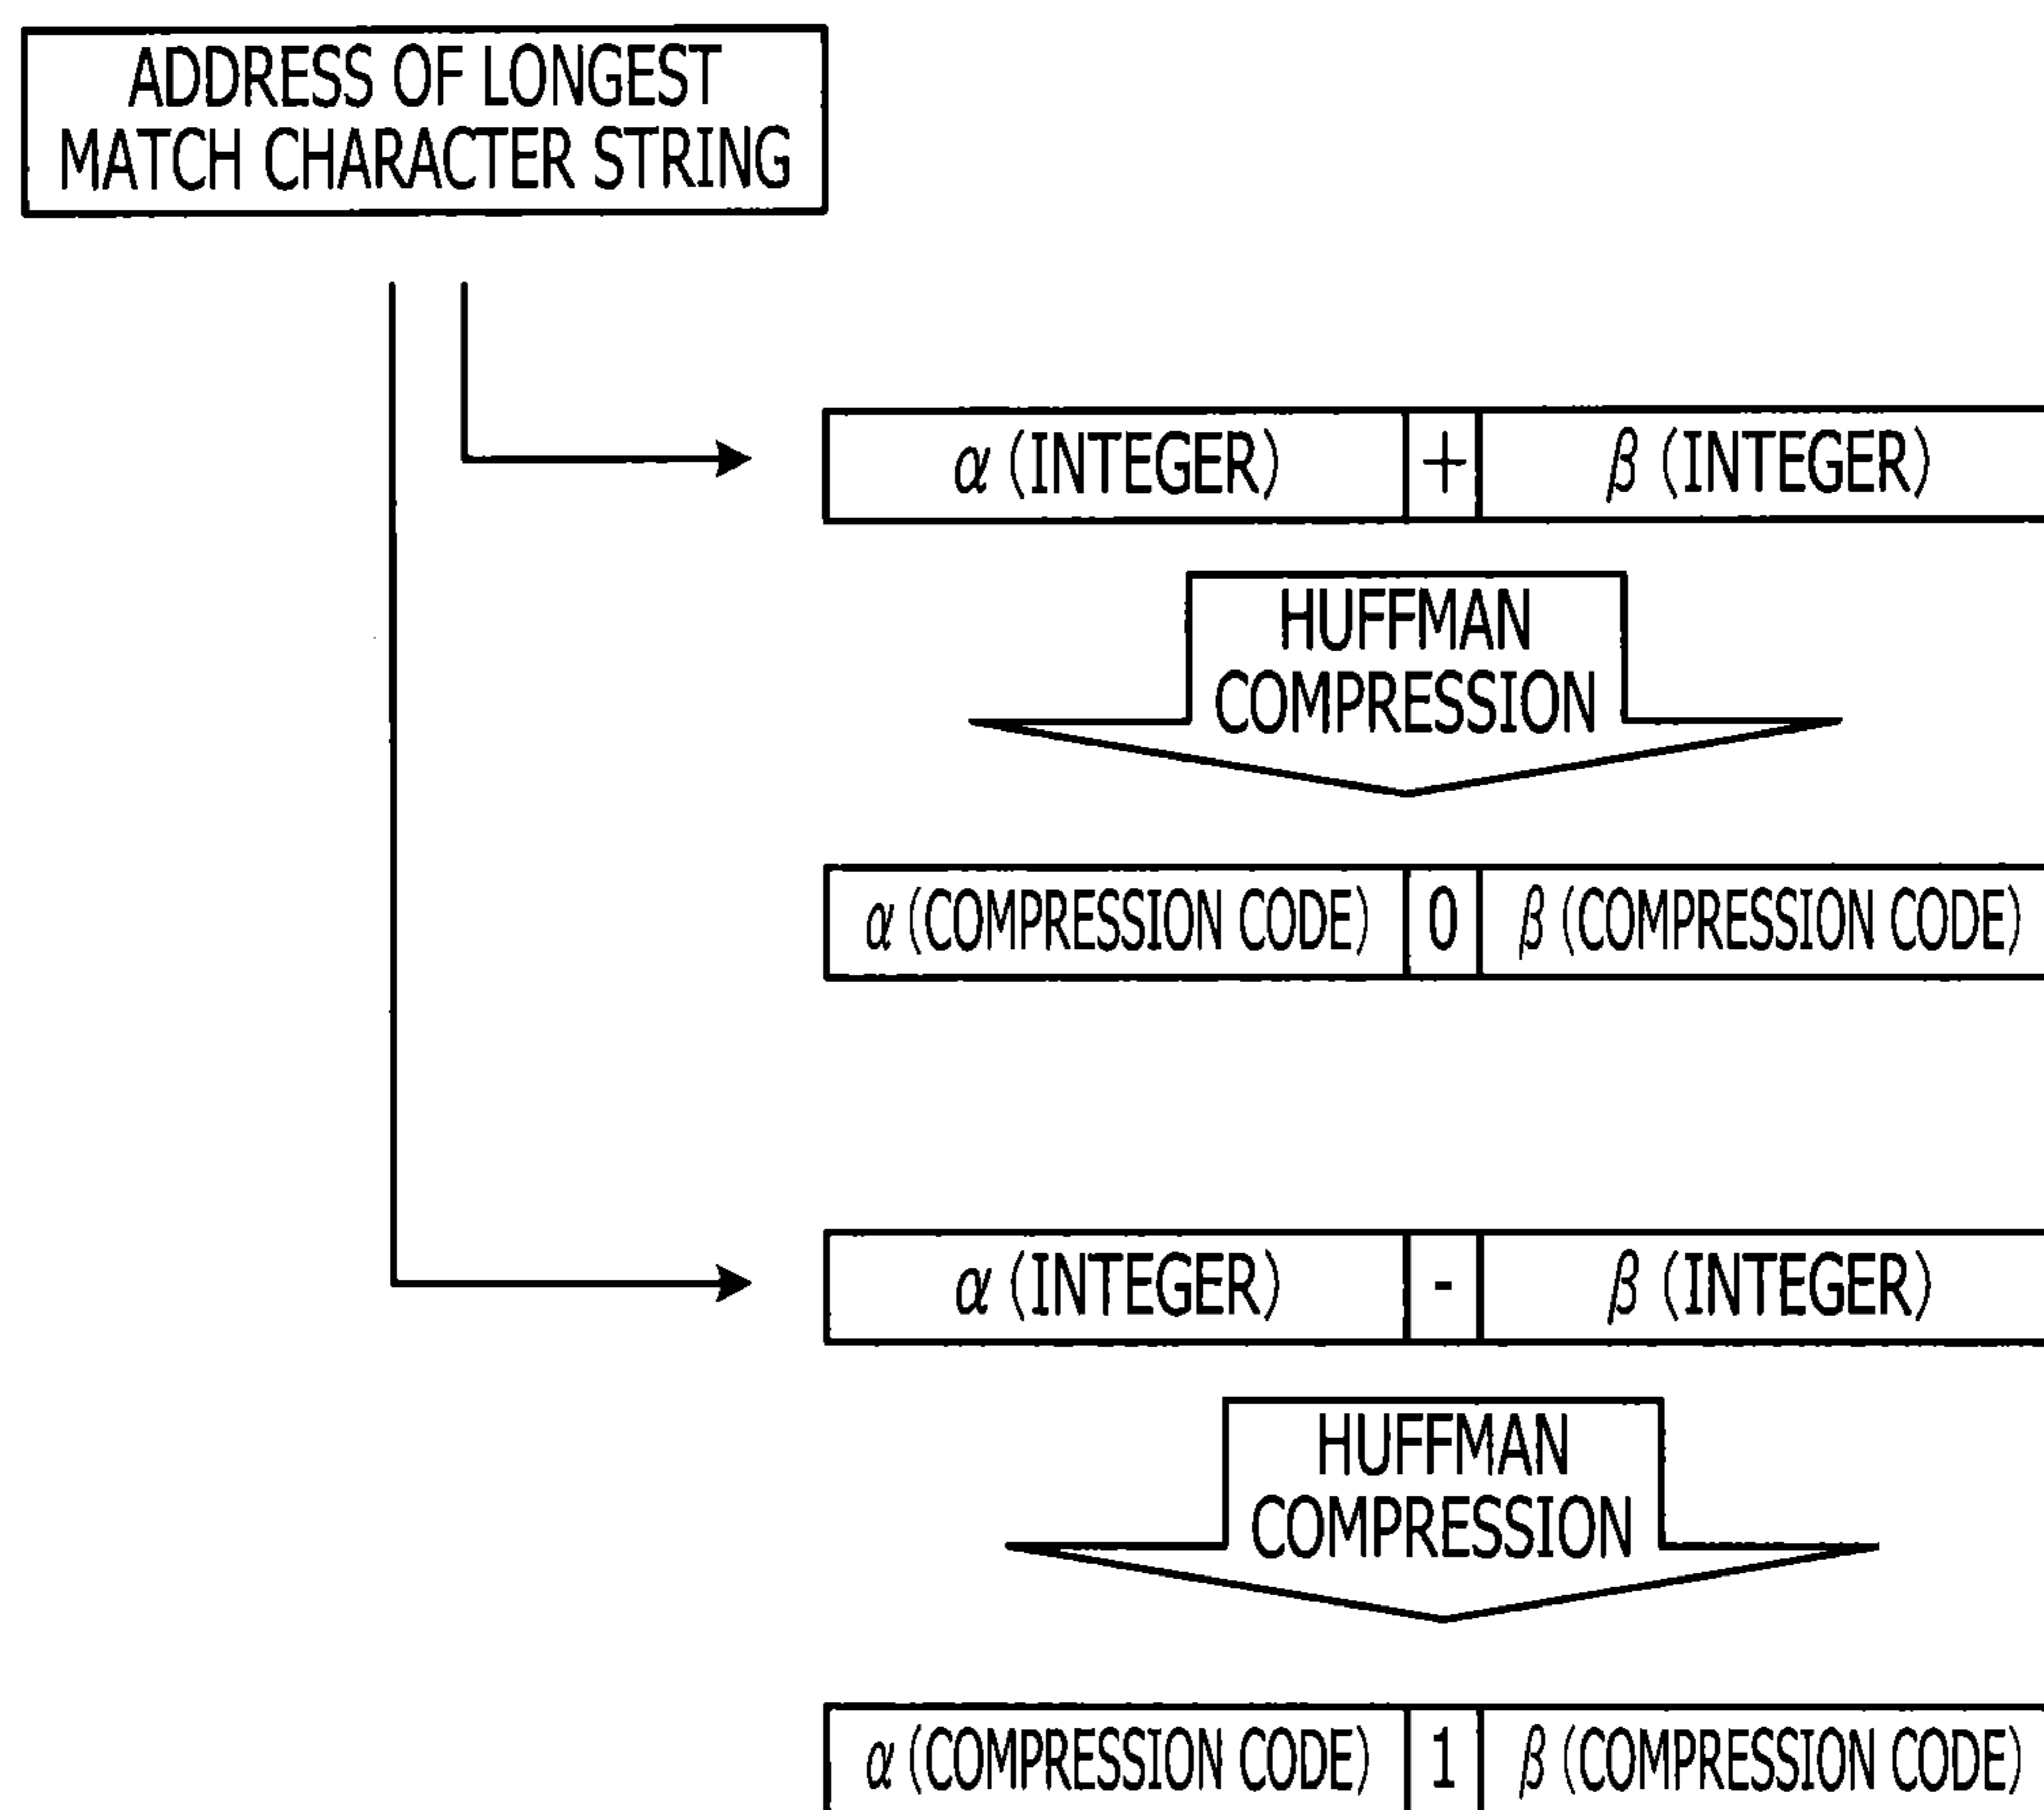 ADDRESS OF LONGEST
MATCH CHARACTER STRING
α (INTEGER) + β (INTEGER)
HUFFMAN
COMPRESSION
α (COMPRESSION CODE) 0 β (COMPRESSION CODE)
α (INTEGER) - β (INTEGER)
HUFFMAN
COMPRESSION
α (COMPRESSION CODE) 1 β (COMPRESSION CODE)